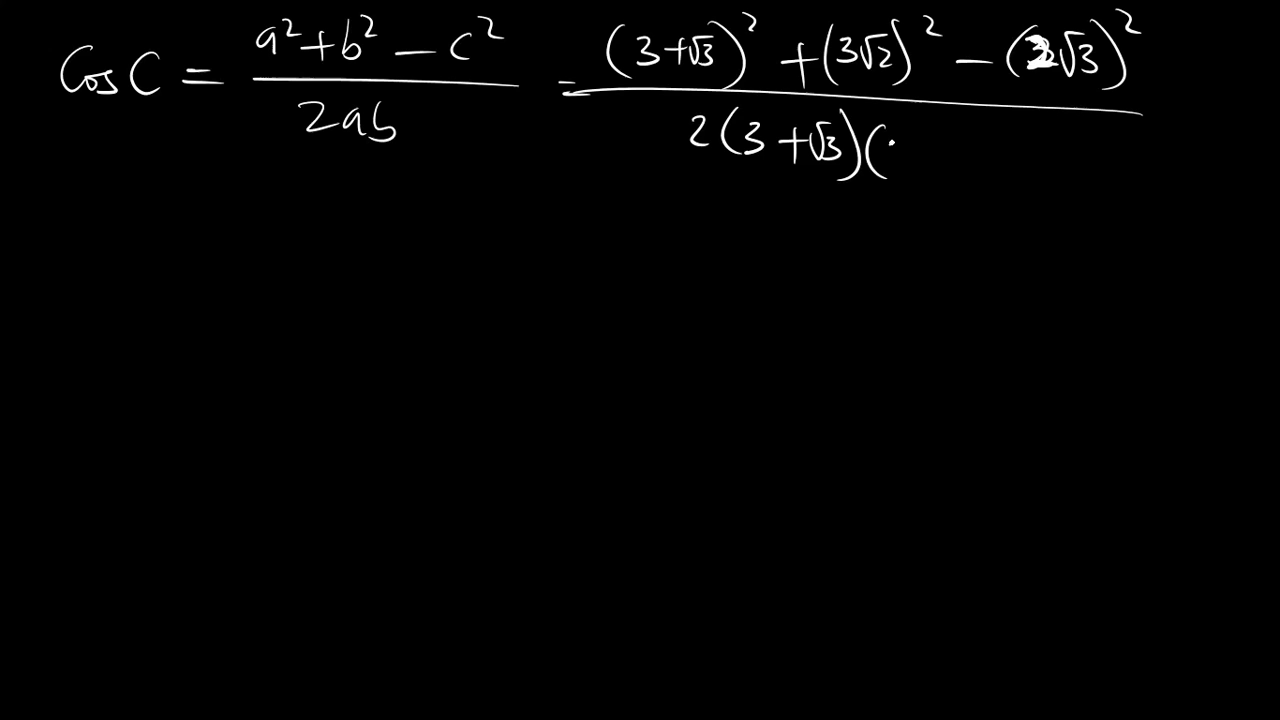 Cos C = (a² + b² − c²) / (2ab) = ((3+√3)² + (3√2)² − (2√3)²) / (2(3+√3)(